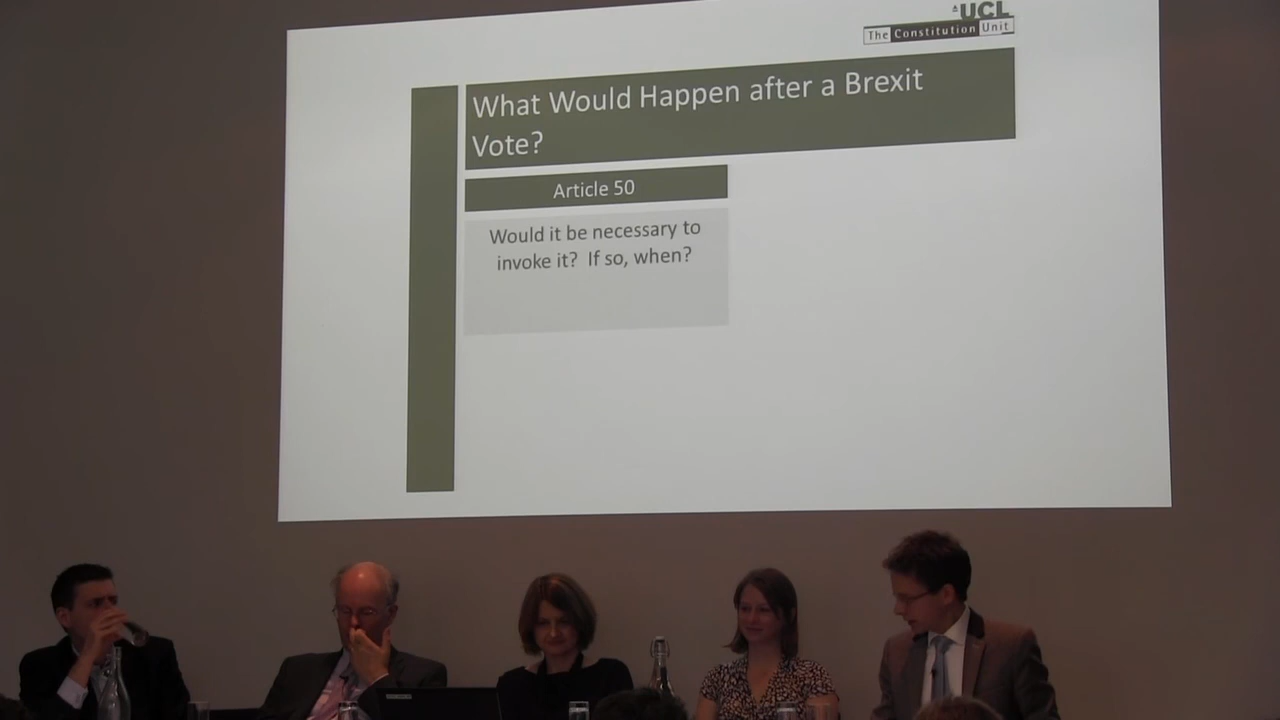 UCL
The Constitution Unit
What Would Happen after a Brexit
Vote?
Article 50
Would it be necessary to
invoke it? If so, when?